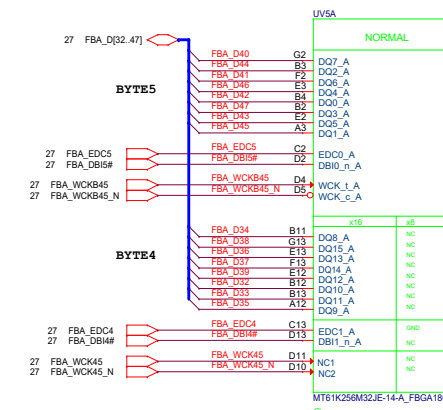 UV5A
27 FBA_D[32..47] NORMAL
FBA_D40 G2 DQ7_A
FBA_D44 B3 DQ2_A
FBA_D41 F2 DQ6_A
FBA_D46 E3 DQ4_A
BYTE5 FBA_D42 B4 DQ0_A
FBA_D47 B2 DQ3_A
FBA_D43 E2 DQ5_A
FBA_D45 A3 DQ1_A
27 FBA_EDC5 FBA_EDC5 C2 EDC0_A
27 FBA_DBI5# FBA_DBI5# D2 DBI0_n_A
27 FBA_WCKB45 FBA_WCKB45 D4 WCK_t_A
27 FBA_WCKB45_N FBA_WCKB45_N D5 WCK_c_A
x16 x8
FBA_D34 B11 DQ8_A NC
FBA_D38 G13 DQ15_A NC
FBA_D36 E13 DQ13_A NC
BYTE4 FBA_D37 F13 DQ14_A NC
FBA_D39 E12 DQ12_A NC
FBA_D32 B12 DQ10_A NC
FBA_D33 B13 DQ11_A NC
FBA_D35 A12 DQ9_A NC
27 FBA_EDC4 FBA_EDC4 C13 EDC1_A GND
27 FBA_DBI4# FBA_DBI4# D13 DBI1_n_A NC
27 FBA_WCK45 FBA_WCK45 D11 NC1 NC
27 FBA_WCK45_N FBA_WCK45_N D10 NC2 NC
MT61K256M32JE-14-A_FBGA18